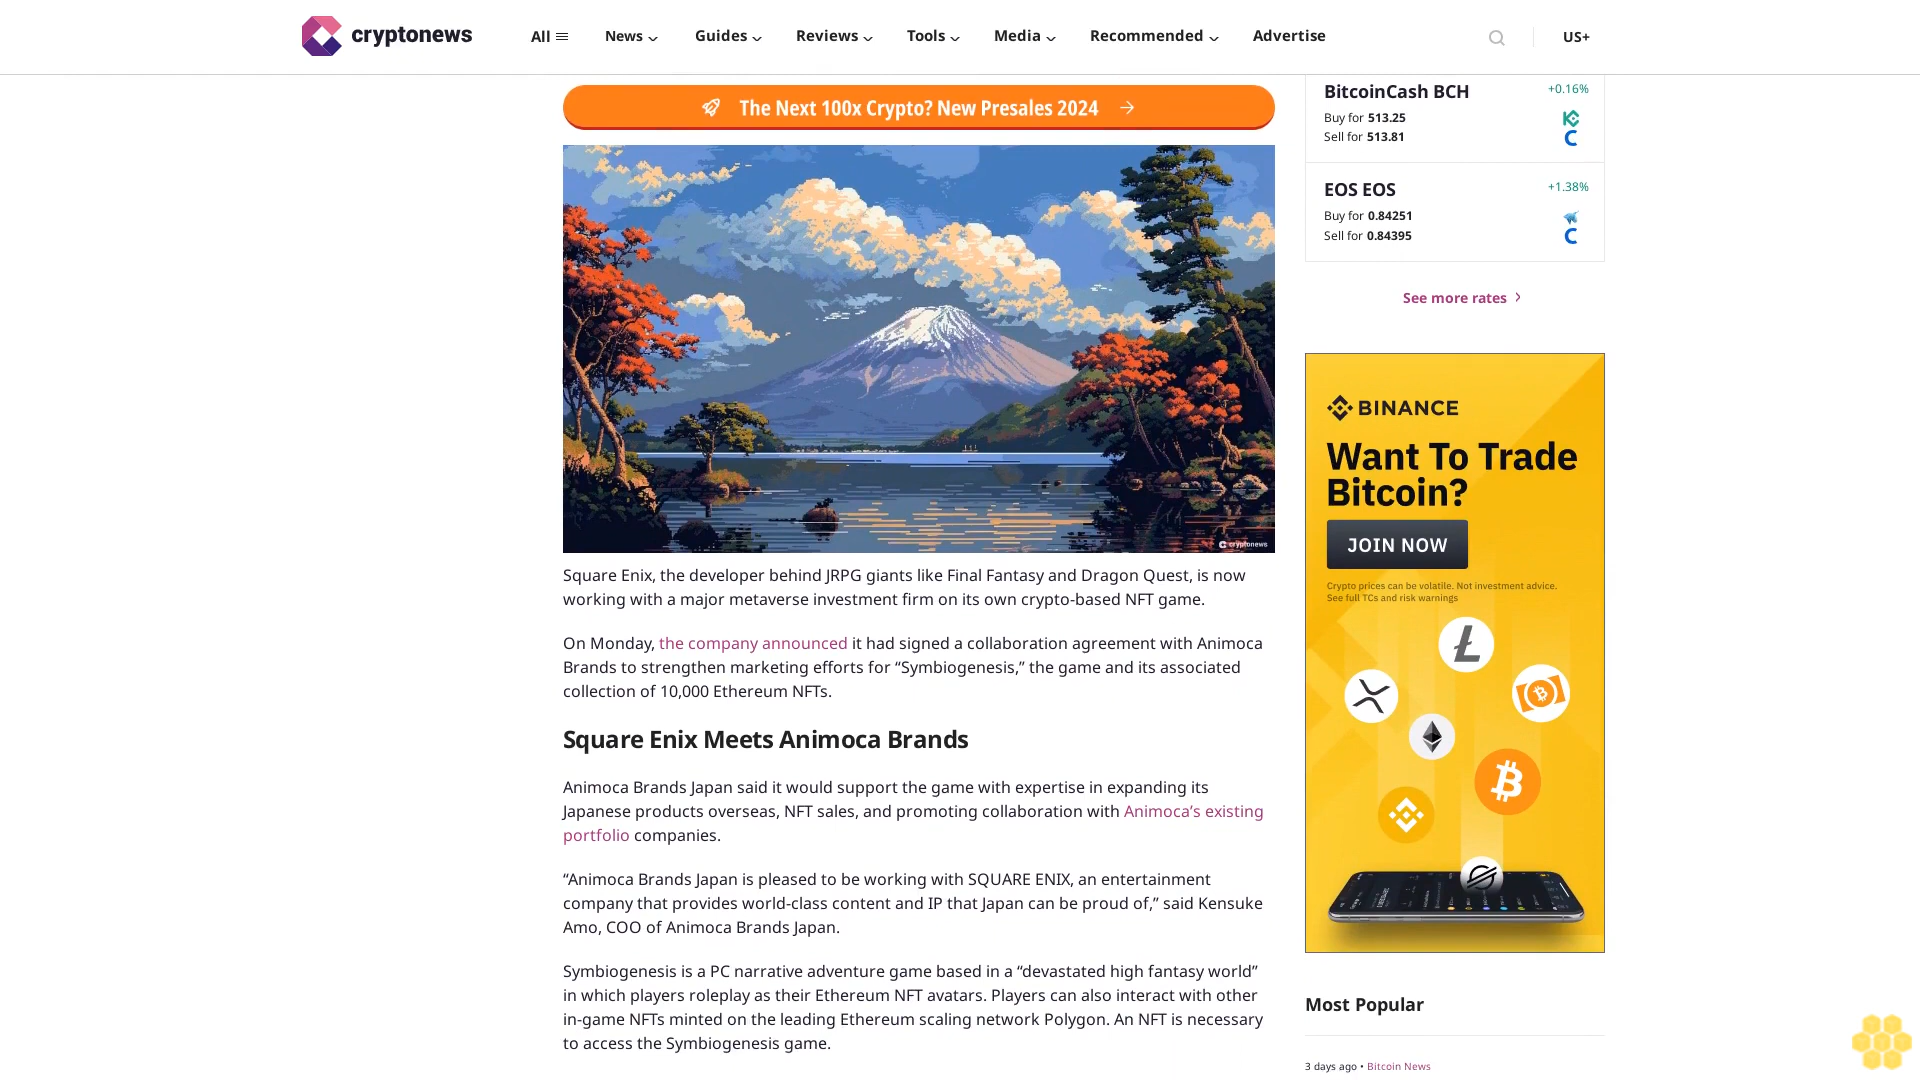 cryptonews
All
News
Guides
Reviews
Tools
Media
Recommended
Advertise
US+
The Next 100x Crypto? New Presales 2024
cryptonews
Square Enix, the developer behind JRPG giants like Final Fantasy and Dragon Quest, is now
working with a major metaverse investment firm on its own crypto-based NFT game.
On Monday, the company announced it had signed a collaboration agreement with Animoca
Brands to strengthen marketing efforts for “Symbiogenesis,” the game and its associated
collection of 10,000 Ethereum NFTs.
Square Enix Meets Animoca Brands
Animoca Brands Japan said it would support the game with expertise in expanding its
Japanese products overseas, NFT sales, and promoting collaboration with Animoca’s existing
portfolio companies.
“Animoca Brands Japan is pleased to be working with SQUARE ENIX, an entertainment
company that provides world-class content and IP that Japan can be proud of,” said Kensuke
Amo, COO of Animoca Brands Japan.
Symbiogenesis is a PC narrative adventure game based in a “devastated high fantasy world”
in which players roleplay as their Ethereum NFT avatars. Players can also interact with other
in-game NFTs minted on the leading Ethereum scaling network Polygon. An NFT is necessary
to access the Symbiogenesis game.
BitcoinCash BCH
+0.16%
Buy for 513.25
Sell for 513.81
EOS EOS
+1.38%
Buy for 0.84251
Sell for 0.84395
See more rates
BINANCE
Want To Trade
Bitcoin?
JOIN NOW
Crypto prices can be volatile. Not investment advice.
See full TCs and risk warnings
Most Popular
3 days ago • Bitcoin News